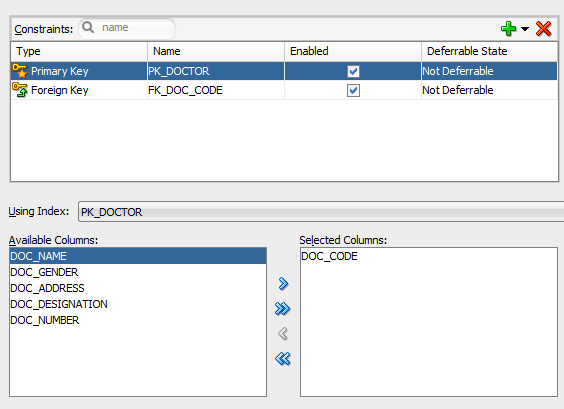 Constraints: name
Type Name Enabled Deferrable State
Primary Key PK_DOCTOR Not Deferrable
Foreign Key FK_DOC_CODE Not Deferrable
Using Index: PK_DOCTOR
Available Columns: Selected Columns:
DOC_NAME DOC_CODE
DOC_GENDER
DOC_ADDRESS
DOC_DESIGNATION
DOC_NUMBER